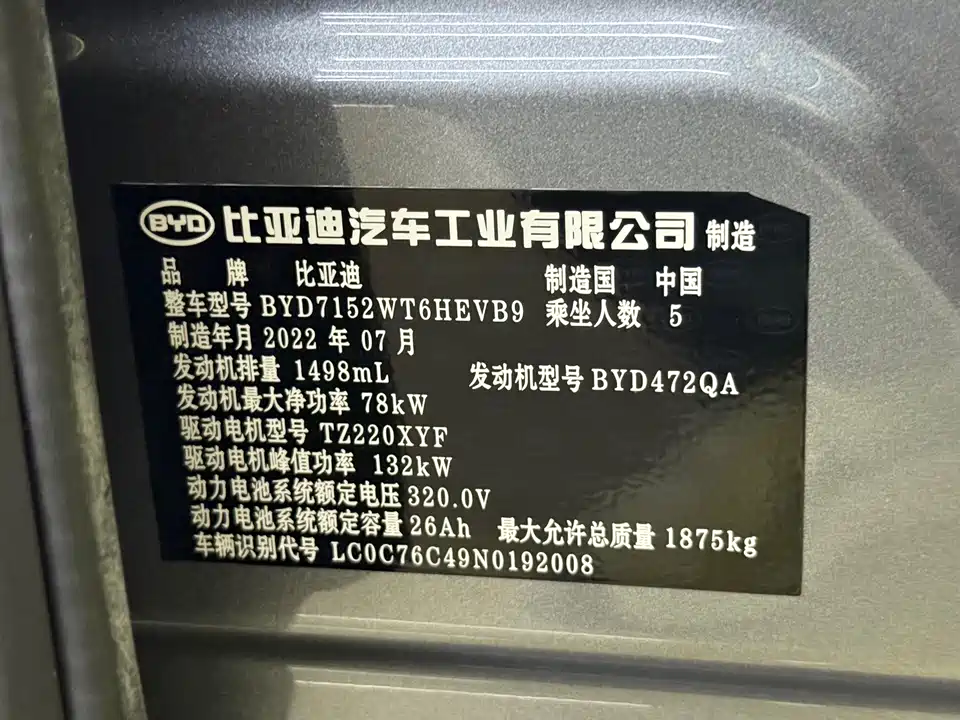 BYD 比亚迪汽车工业有限公司 制造
品 牌 比亚迪 制造国 中国
整车型号 BYD7152WT6HEVB9 乘坐人数 5
制造年月 2022 年 07 月
发动机排量 1498mL 发动机型号 BYD472QA
发动机最大净功率 78kW
驱动电机型号 TZ220XYF
驱动电机峰值功率 132kW
动力电池系统额定电压 320.0V
动力电池系统额定容量 26Ah 最大允许总质量 1875kg
车辆识别代号 LC0C76C49N0192008